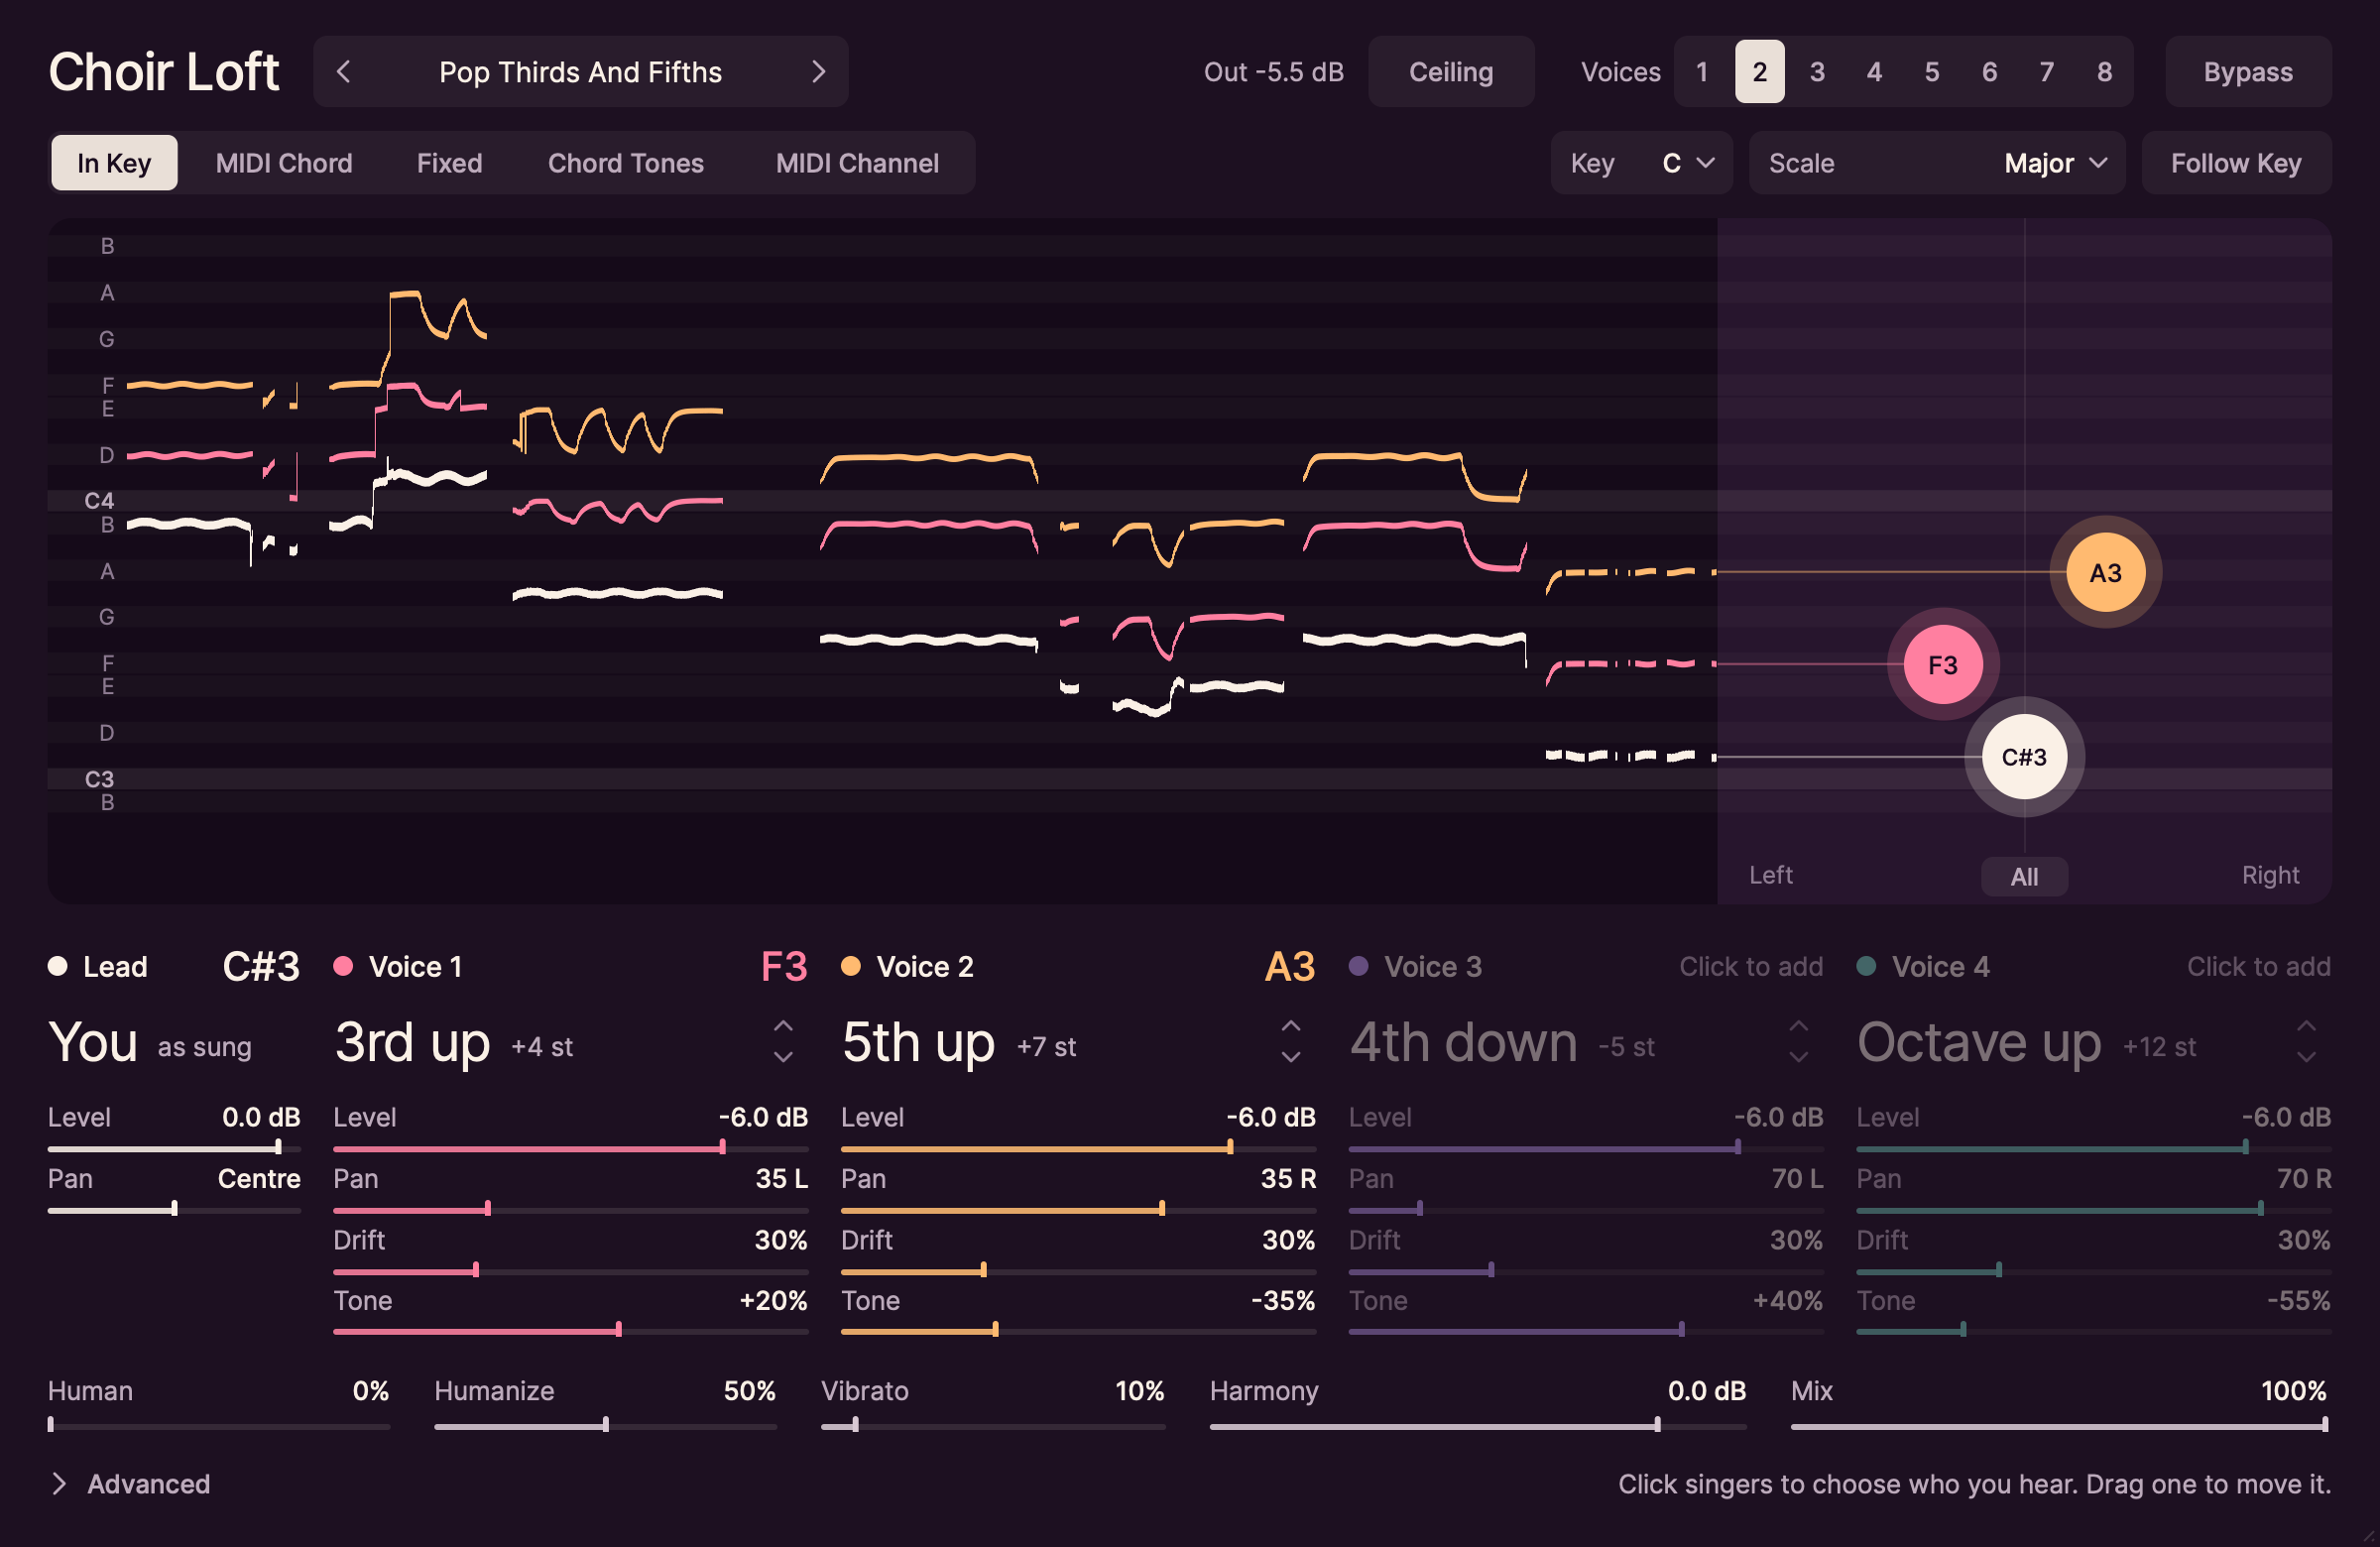 Choir Loft
Pop Thirds And Fifths
Out -5.5 dB
Ceiling
Voices 1 2 3 4 5 6 7 8
Bypass
In Key MIDI Chord Fixed Chord Tones MIDI Channel
Key C
Scale Major
Follow Key
B
A
G
F
E
D
C4
B
A
G
F
E
D
C3
B
A3
F3
C#3
Left All Right
Lead C#3
You as sung
Level 0.0 dB
Pan Centre
Voice 1 F3
3rd up +4 st
Level -6.0 dB
Pan 35 L
Drift 30%
Tone +20%
Voice 2 A3
5th up +7 st
Level -6.0 dB
Pan 35 R
Drift 30%
Tone -35%
Voice 3 Click to add
4th down -5 st
Level -6.0 dB
Pan 70 L
Drift 30%
Tone +40%
Voice 4 Click to add
Octave up +12 st
Level -6.0 dB
Pan 70 R
Drift 30%
Tone -55%
Human 0%
Humanize 50%
Vibrato 10%
Harmony 0.0 dB
Mix 100%
Advanced
Click singers to choose who you hear. Drag one to move it.